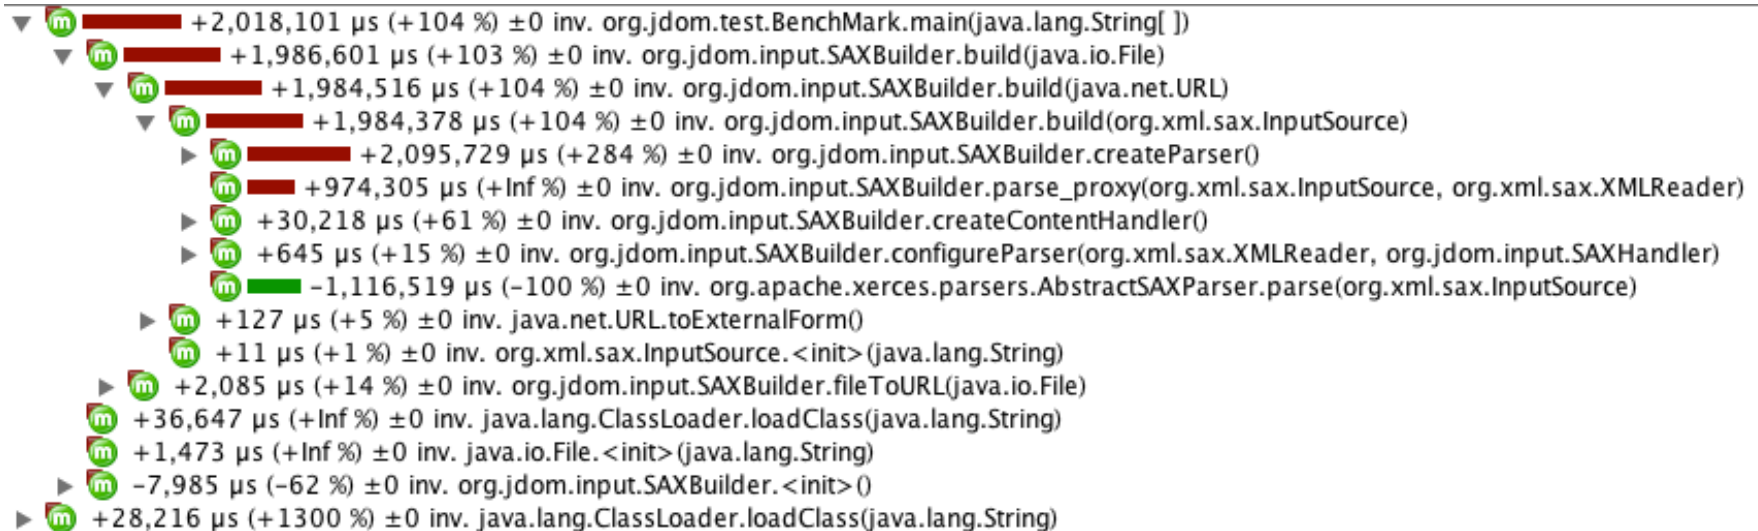 m +2,018,101 µs (+104 %) ±0 inv. org.jdom.test.BenchMark.main(java.lang.String[ ])
m +1,986,601 µs (+103 %) ±0 inv. org.jdom.input.SAXBuilder.build(java.io.File)
m +1,984,516 µs (+104 %) ±0 inv. org.jdom.input.SAXBuilder.build(java.net.URL)
m +1,984,378 µs (+104 %) ±0 inv. org.jdom.input.SAXBuilder.build(org.xml.sax.InputSource)
m +2,095,729 µs (+284 %) ±0 inv. org.jdom.input.SAXBuilder.createParser()
m +974,305 µs (+Inf %) ±0 inv. org.jdom.input.SAXBuilder.parse_proxy(org.xml.sax.InputSource, org.xml.sax.XMLReader)
m +30,218 µs (+61 %) ±0 inv. org.jdom.input.SAXBuilder.createContentHandler()
m +645 µs (+15 %) ±0 inv. org.jdom.input.SAXBuilder.configureParser(org.xml.sax.XMLReader, org.jdom.input.SAXHandler)
m -1,116,519 µs (-100 %) ±0 inv. org.apache.xerces.parsers.AbstractSAXParser.parse(org.xml.sax.InputSource)
m +127 µs (+5 %) ±0 inv. java.net.URL.toExternalForm()
m +11 µs (+1 %) ±0 inv. org.xml.sax.InputSource.<init>(java.lang.String)
m +2,085 µs (+14 %) ±0 inv. org.jdom.input.SAXBuilder.fileToURL(java.io.File)
m +36,647 µs (+Inf %) ±0 inv. java.lang.ClassLoader.loadClass(java.lang.String)
m +1,473 µs (+Inf %) ±0 inv. java.io.File.<init>(java.lang.String)
m -7,985 µs (-62 %) ±0 inv. org.jdom.input.SAXBuilder.<init>()
m +28,216 µs (+1300 %) ±0 inv. java.lang.ClassLoader.loadClass(java.lang.String)